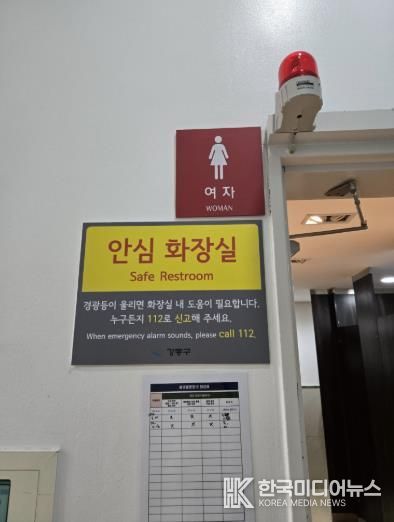 여 자
WOMAN
안심 화장실
Safe Restroom
경광등이 울리면 화장실 내 도움이 필요합니다.
누구든지 112로 신고해 주세요.
When emergency alarm sounds, please call 112.
강동구
한국미디어뉴스
KOREA MEDIA NEWS